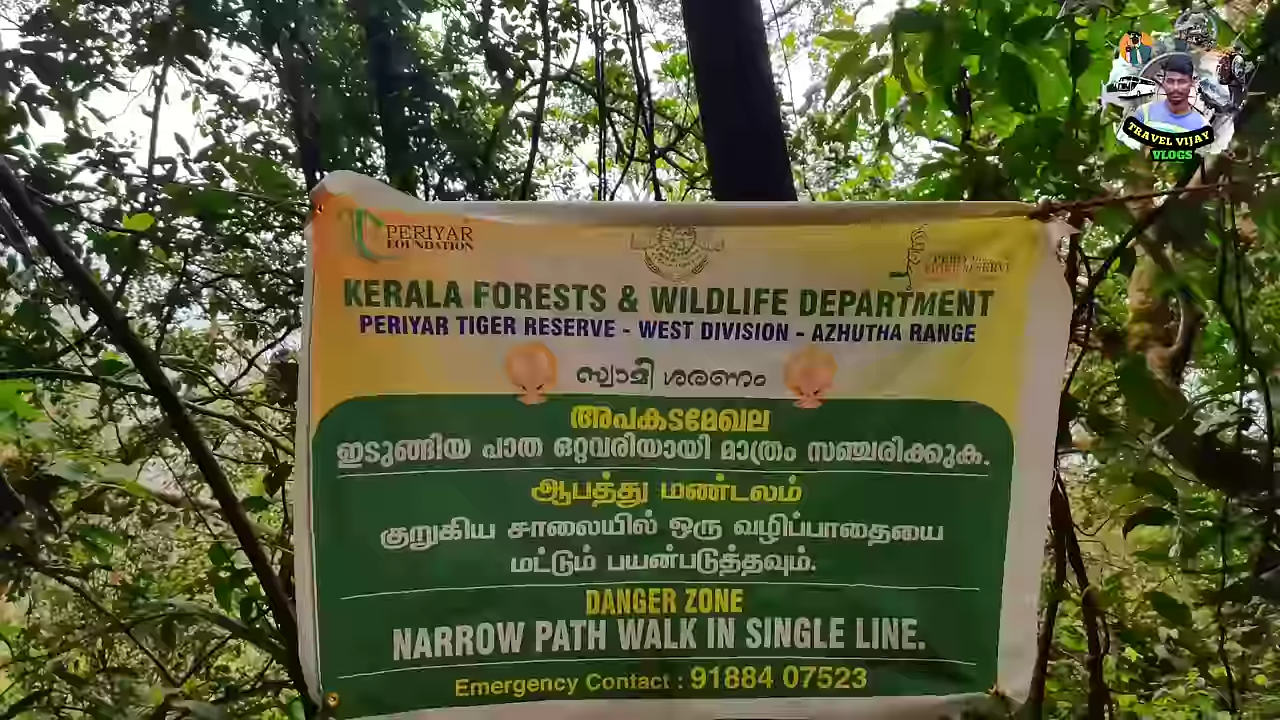 TRAVEL VIJAY
VLOGS
PERIYAR
FOUNDATION
KERALA FORESTS & WILDLIFE DEPARTMENT
PERIYAR TIGER RESERVE - WEST DIVISION - AZHUTHA RANGE
സ്വാമി ശരണം
അപകടമേഖല
ഇടുങ്ങിയ പാത ഒറ്റവരിയായി മാത്രം സഞ്ചരിക്കുക.
ஆபத்து மண்டலம்
குறுகிய சாலையில் ஒரு வழிப்பாதையை
மட்டும் பயன்படுத்தவும்.
DANGER ZONE
NARROW PATH WALK IN SINGLE LINE.
Emergency Contact : 91884 07523